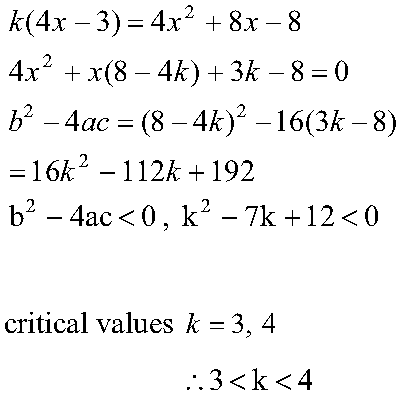 k(4x − 3) = 4x² + 8x − 8
4x² + x(8 − 4k) + 3k − 8 = 0
b² − 4ac = (8 − 4k)² − 16(3k − 8)
= 16k² − 112k + 192
b² − 4ac < 0 , k² − 7k + 12 < 0
critical values k = 3, 4
∴ 3 < k < 4